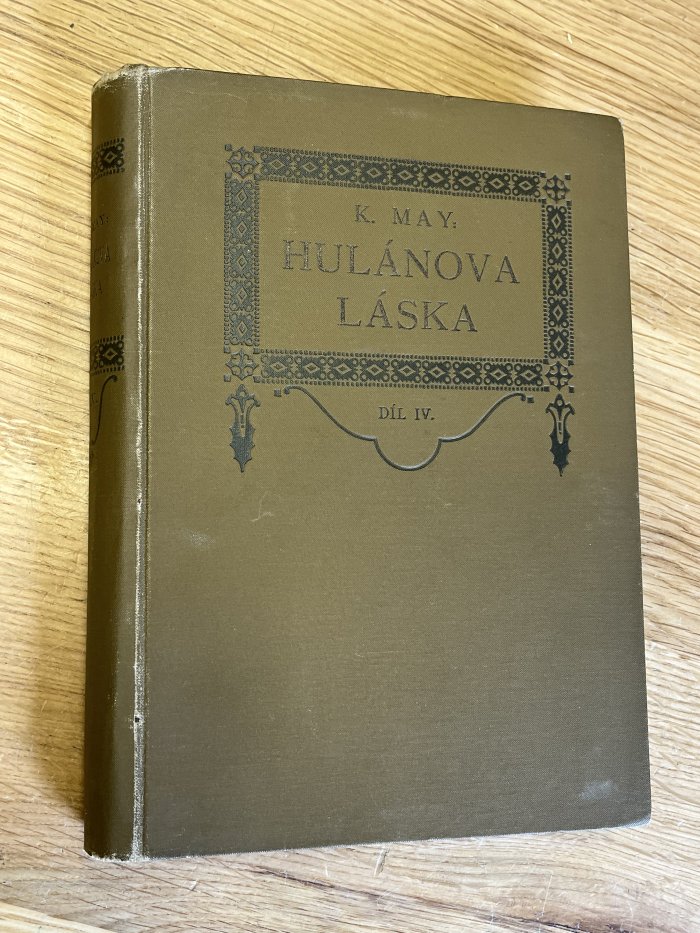 K. MAY:
HULÁNOVA
LÁSKA
DÍL IV.